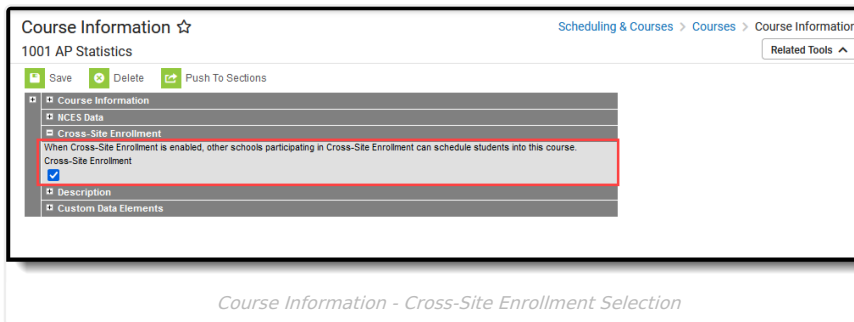 Course Information ☆
Scheduling & Courses > Courses > Course Information
1001 AP Statistics
Related Tools
Save Delete Push To Sections
Course Information
NCES Data
Cross-Site Enrollment
When Cross-Site Enrollment is enabled, other schools participating in Cross-Site Enrollment can schedule students into this course.
Cross-Site Enrollment
Description
Custom Data Elements
Course Information - Cross-Site Enrollment Selection